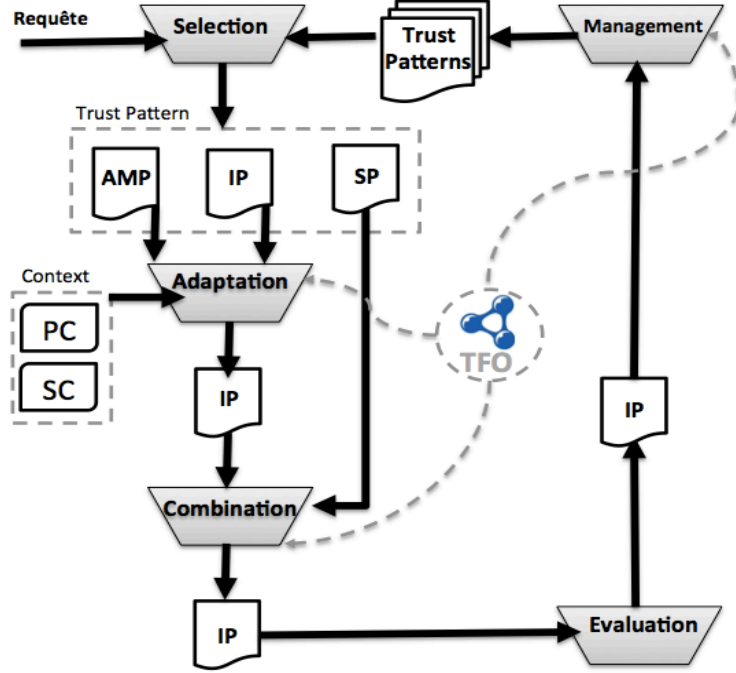 Requête
Selection
Trust
Patterns
Management
Trust Pattern
AMP
IP
SP
Context
Adaptation
PC
SC
TFO
IP
IP
Combination
IP
Evaluation